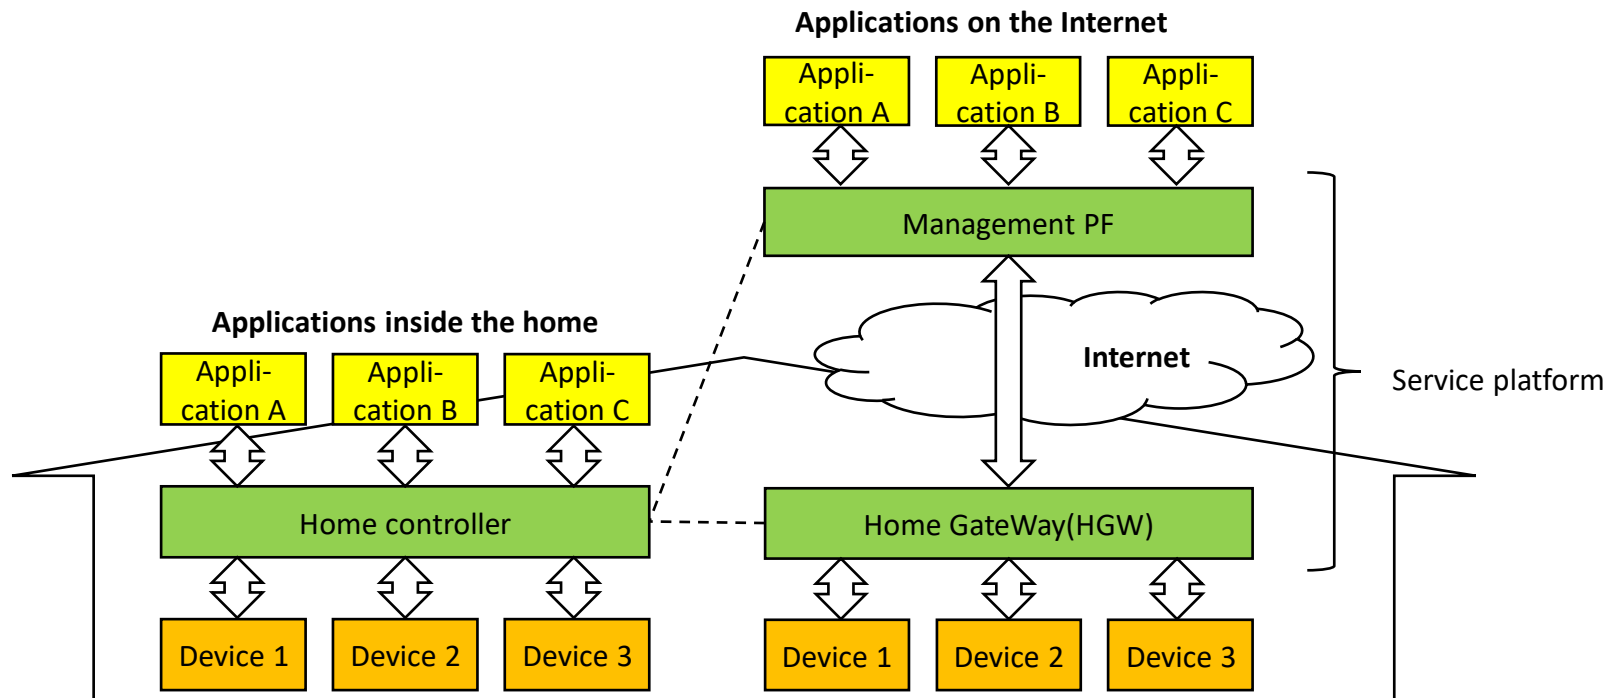 Applications on the Internet
Appli-
cation A
Appli-
cation B
Appli-
cation C
Management PF
Applications inside the home
Internet
Service platform
Appli-
cation A
Appli-
cation B
Appli-
cation C
Home controller
Home GateWay(HGW)
Device 1
Device 2
Device 3
Device 1
Device 2
Device 3